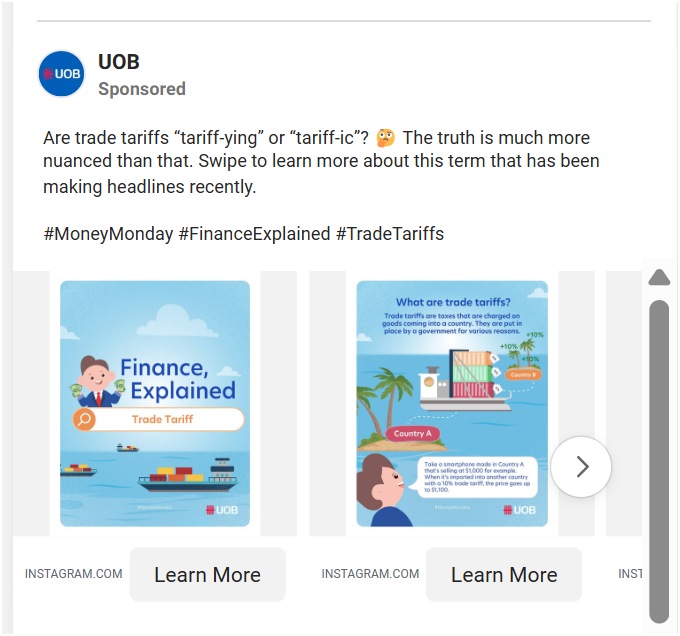 UOB
UOB
Sponsored
Are trade tariffs “tariff-ying” or “tariff-ic”? 🤔 The truth is much more
nuanced than that. Swipe to learn more about this term that has been
making headlines recently.
#MoneyMonday #FinanceExplained #TradeTariffs
Finance,
Explained
Trade Tariff
#MoneyMonday
UOB
INSTAGRAM.COM
Learn More
What are trade tariffs?
Trade tariffs are taxes that are charged on
goods coming into a country. They are put in
place by a government for various reasons.
+10%
+10%
+10%
Country B
Country A
Take a smartphone made in Country A
that's selling at $1,000 for example.
When it's imported into another country
with a 10% trade tariff, the price goes up
to $1,100.
#MoneyMonday
UOB
INSTAGRAM.COM
Learn More
INST